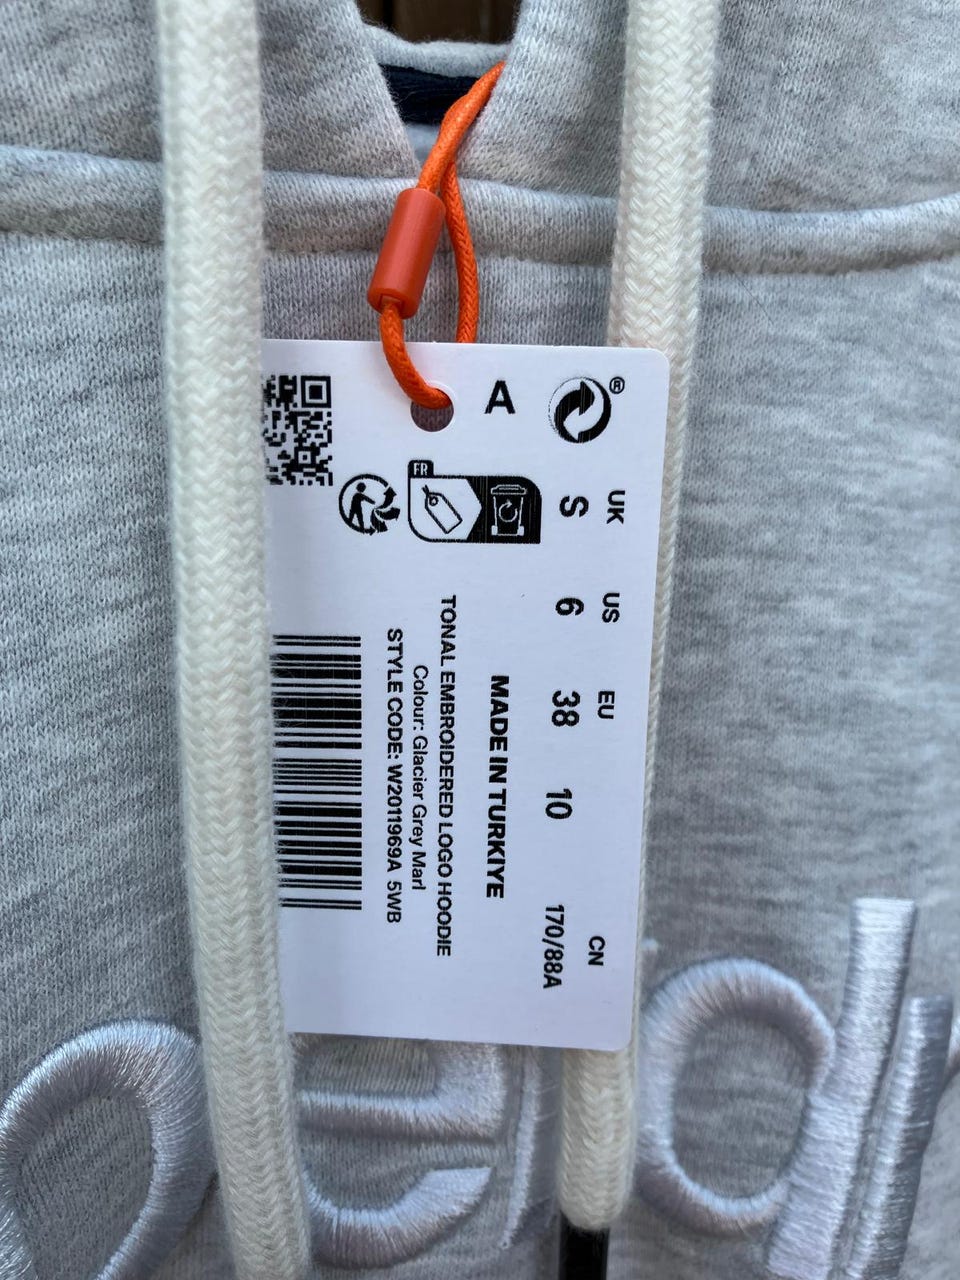 A
®
UK US EU CN
S 6 38 10 170/88A
MADE IN TURKIYE
FR
TONAL EMBROIDERED LOGO HOODIE
Colour: Glacier Grey Marl
STYLE CODE: W2011969A 5WB